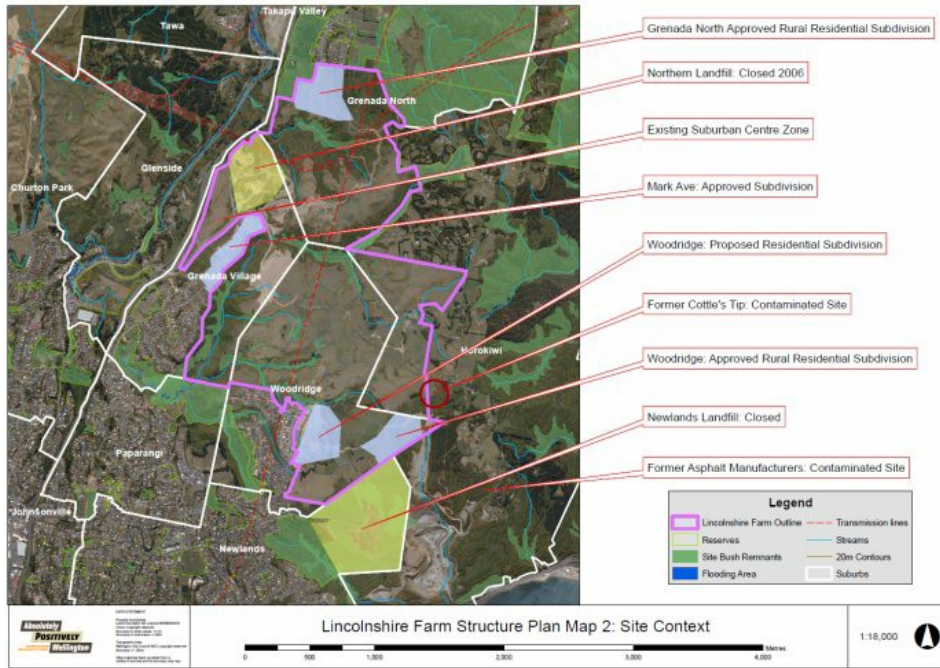 Takapu Valley
Tawa
Grenada North
Glenside
Churton Park
Grenada Village
Horokiwi
Woodridge
Paparangi
Johnsonville
Newlands
Grenada North Approved Rural Residential Subdivision
Northern Landfill: Closed 2006
Existing Suburban Centre Zone
Mark Ave: Approved Subdivision
Woodridge: Proposed Residential Subdivision
Former Cottle's Tip: Contaminated Site
Woodridge: Approved Rural Residential Subdivision
Newlands Landfill: Closed
Former Asphalt Manufacturers: Contaminated Site
Legend
Lincolnshire Farm Outline
Transmission lines
Reserves
Streams
Site Bush Remnants
20m Contours
Flooding Area
Suburbs
Absolutely
POSITIVELY
Wellington
Lincolnshire Farm Structure Plan Map 2: Site Context
Metres
0 500 1,000 2,000 3,000 4,000
1:18,000